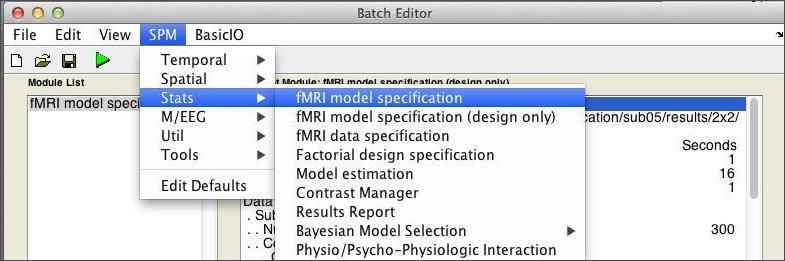 Batch Editor
File Edit View SPM BasicIO
Module List
fMRI model speci
Module: fMRI model specification (design only)
Temporal
Spatial
Stats
M/EEG
Util
Tools
Edit Defaults
fMRI model specification
fMRI model specification (design only)
fMRI data specification
Factorial design specification
Model estimation
Contrast Manager
Results Report
Bayesian Model Selection
Physio/Psycho-Physiologic Interaction
cation/sub05/results/2x2/
Seconds
1
16
1
Data
. . Sub
. . Nu
300
. . Co